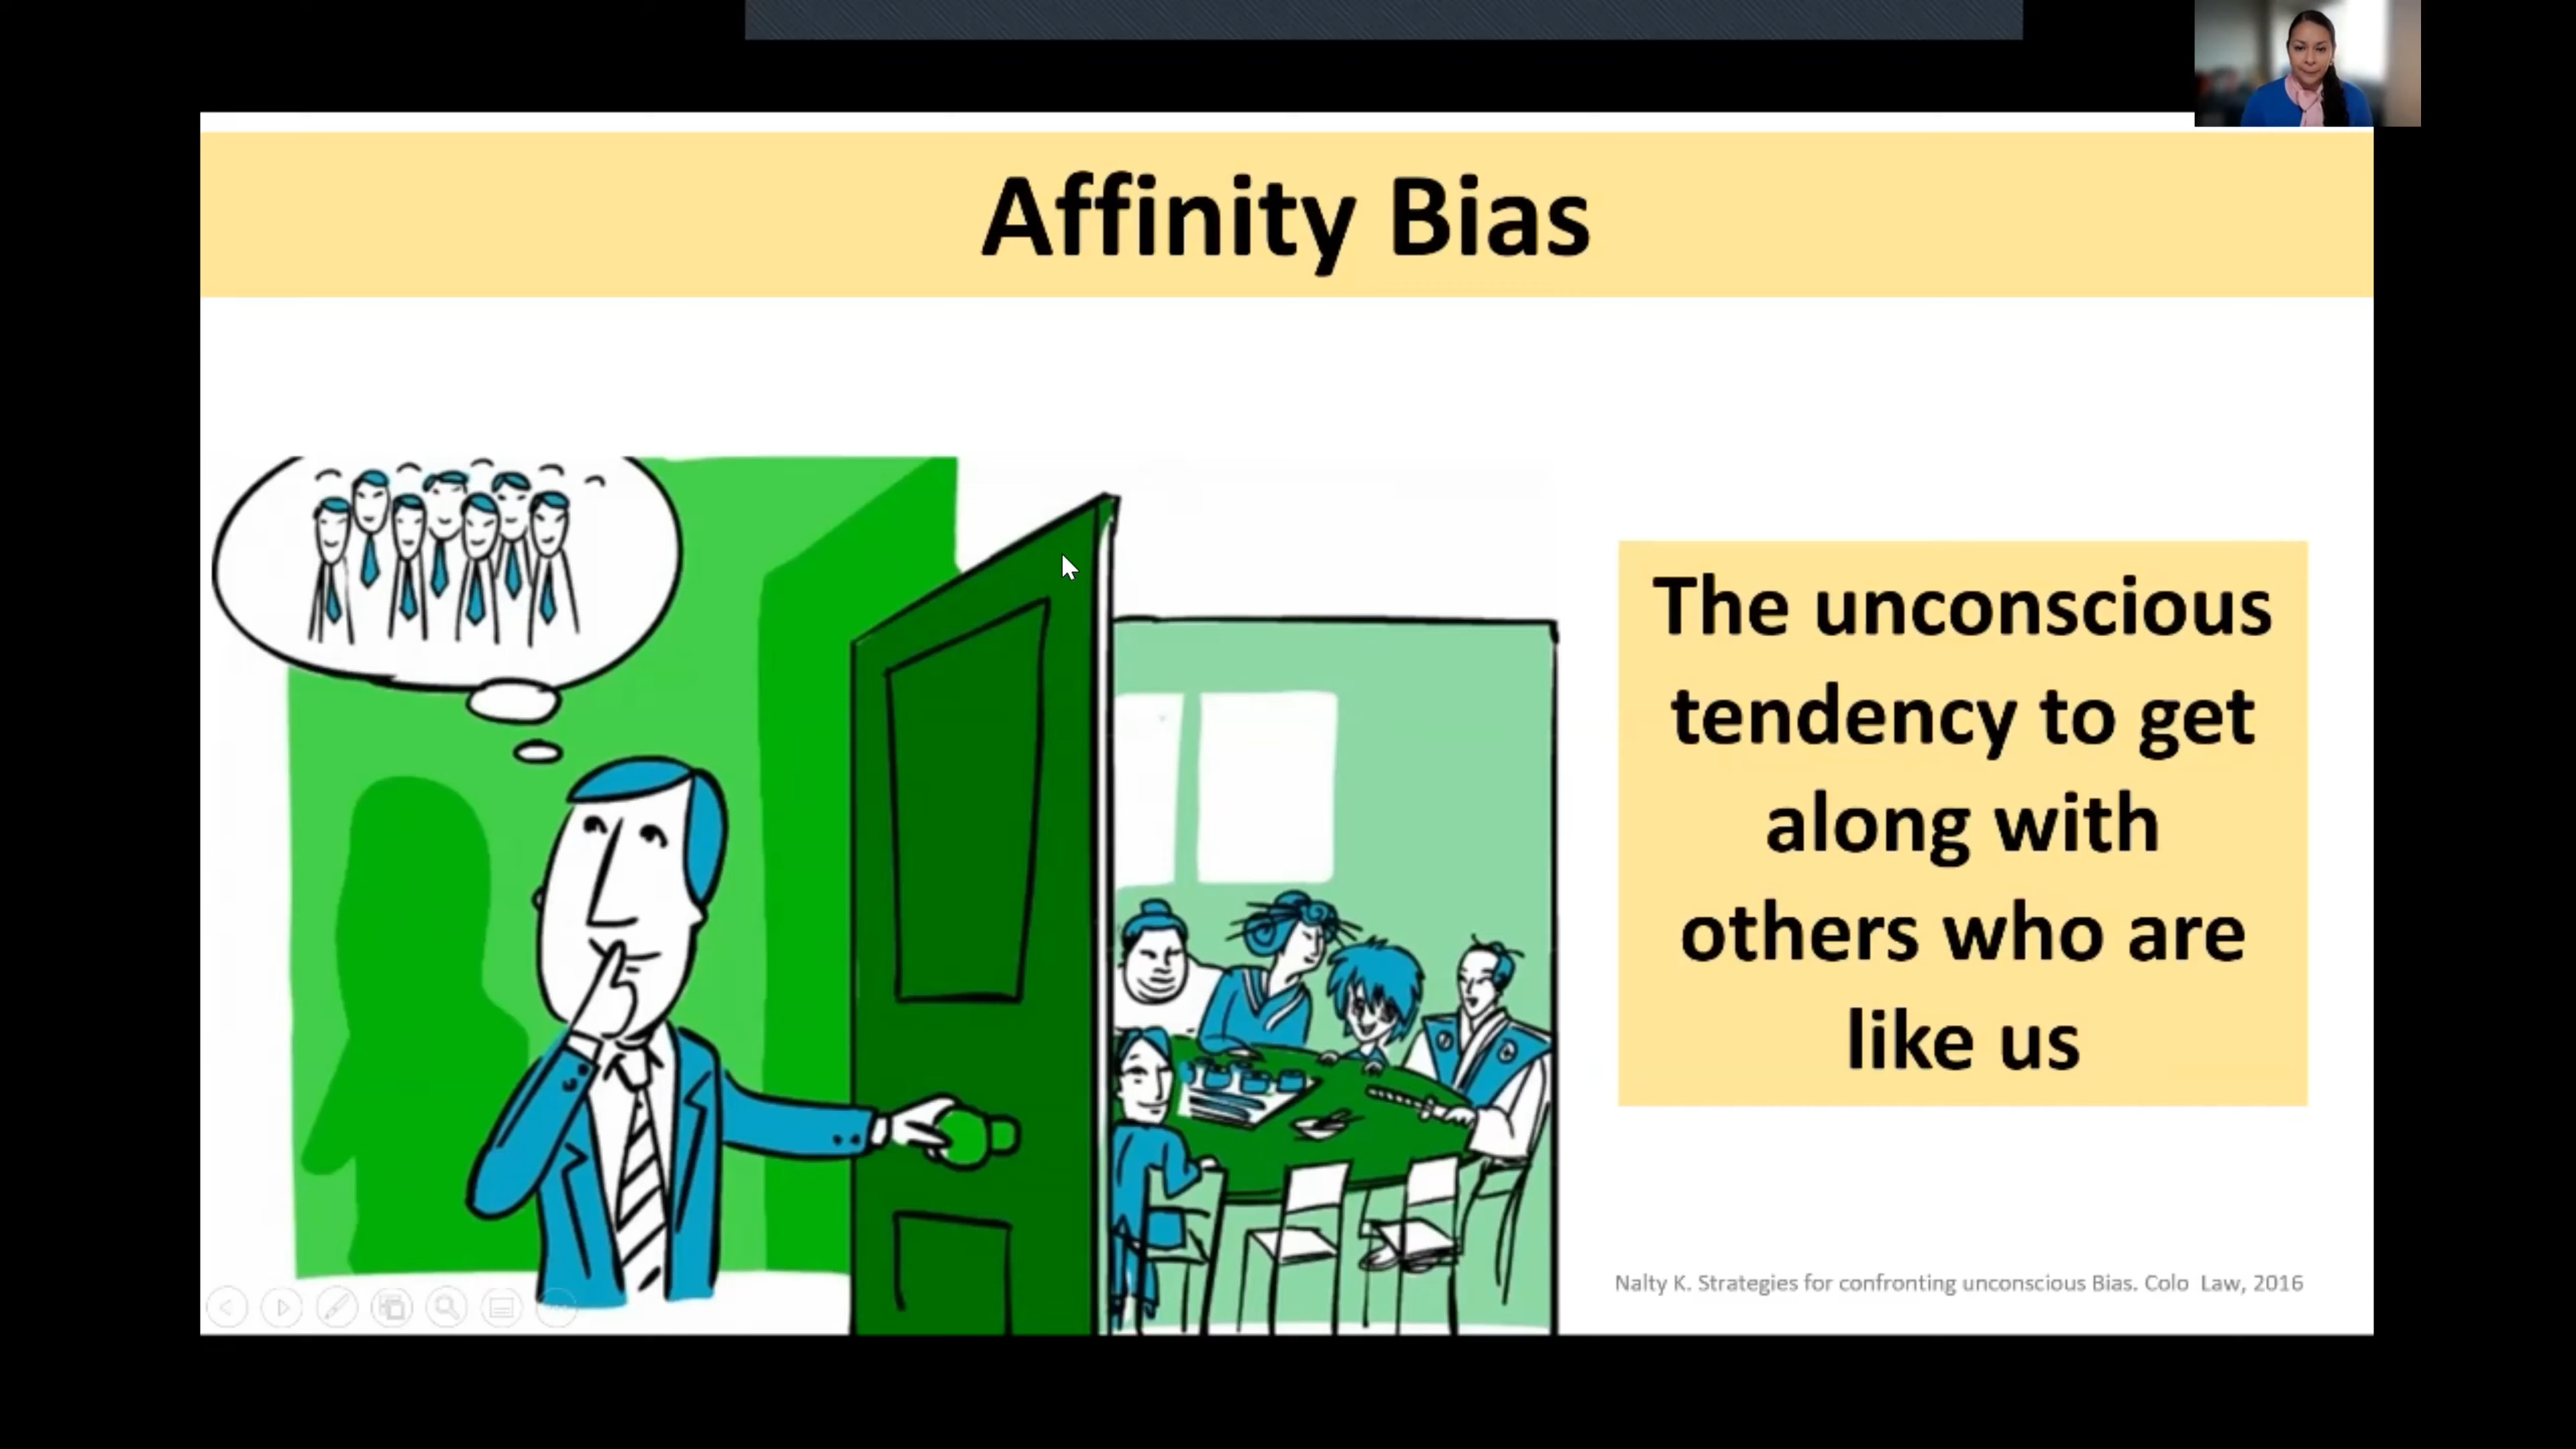 Affinity Bias
The unconscious
tendency to get
along with
others who are
like us
Nalty K. Strategies for confronting unconscious Bias. Colo Law, 2016